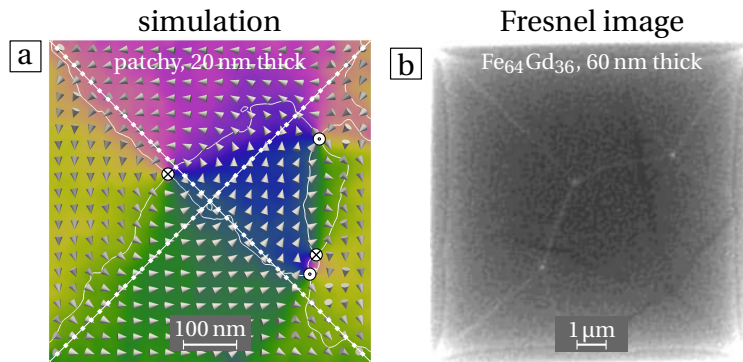 simulation
Fresnel image
a
patchy, 20 nm thick
b
Fe₆₄Gd₃₆, 60 nm thick
100 nm
1 μm